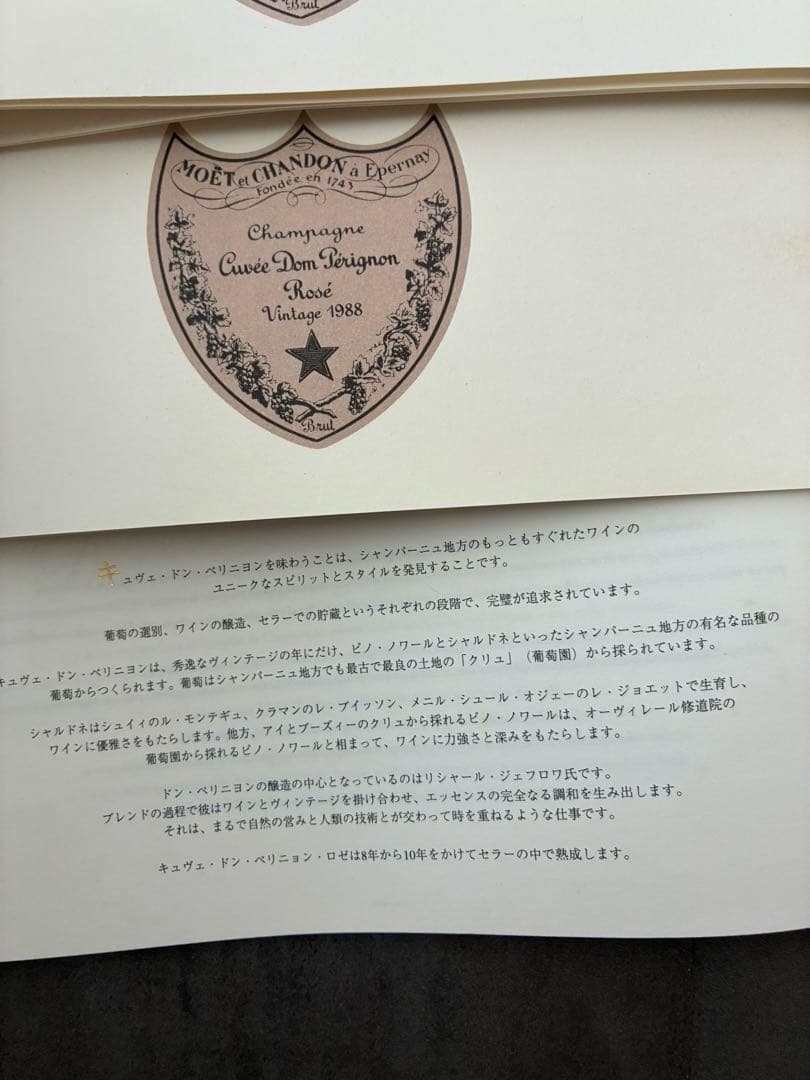 Brut
MOËT et CHANDON à Epernay
Fondée en 1743
Champagne
Cuvée Dom Pérignon
Rosé
Vintage 1988
Brut
キュヴェ・ドン・ペリニヨンを味わうことは、シャンパーニュ地方のもっともすぐれたワインの
ユニークなスピリットとスタイルを発見することです。
葡萄の選別、ワインの醸造、セラーでの貯蔵というそれぞれの段階で、完璧が追求されています。
キュヴェ・ドン・ペリニヨンは、秀逸なヴィンテージの年にだけ、ピノ・ノワールとシャルドネといったシャンパーニュ地方の有名な品種の
葡萄からつくられます。葡萄はシャンパーニュ地方でも最古で最良の土地の「クリュ」（葡萄園）から採られています。
シャルドネはシュイィのル・モンテギュ、クラマンのレ・ブイッソン、メニル・シュール・オジェーのレ・ジョエットで生育し、
ワインに優雅さをもたらします。他方、アイとブーズィーのクリュから採れるピノ・ノワールは、オーヴィレール修道院の
葡萄園から採れるピノ・ノワールと相まって、ワインに力強さと深みをもたらします。
ドン・ペリニヨンの醸造の中心となっているのはリシャール・ジェフロワ氏です。
ブレンドの過程で彼はワインとヴィンテージを掛け合わせ、エッセンスの完全なる調和を生み出します。
それは、まるで自然の営みと人類の技術とが交わって時を重ねるような仕事です。
キュヴェ・ドン・ペリニョン・ロゼは8年から10年をかけてセラーの中で熟成します。